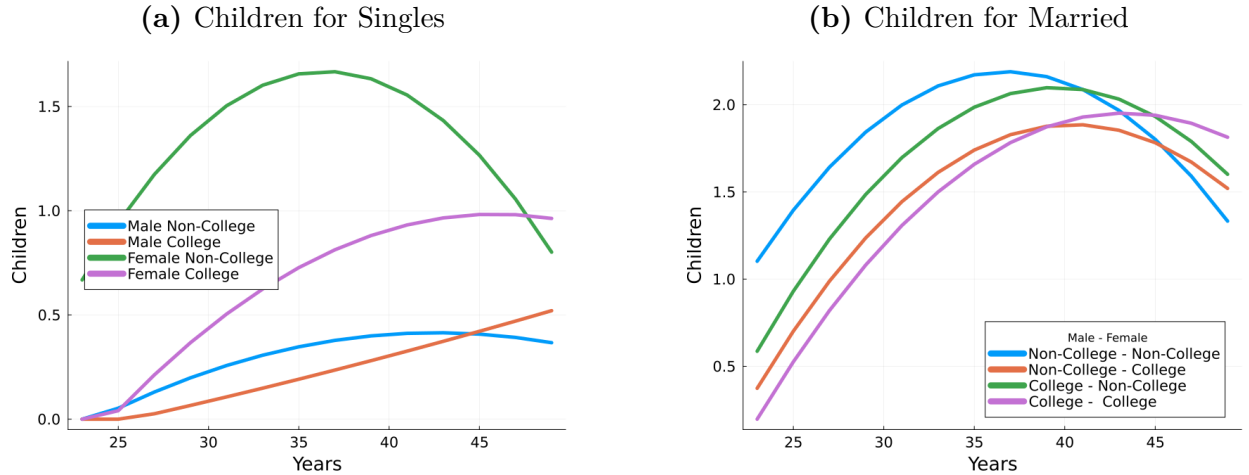 (a) Children for Singles
1.5
1.0
0.5
0.0
Children
Male Non-College
Male College
Female Non-College
Female College
25 30 35 40 45
Years
(b) Children for Married
2.0
1.5
1.0
0.5
Children
Male - Female
Non-College - Non-College
Non-College - College
College - Non-College
College - College
25 30 35 40 45
Years